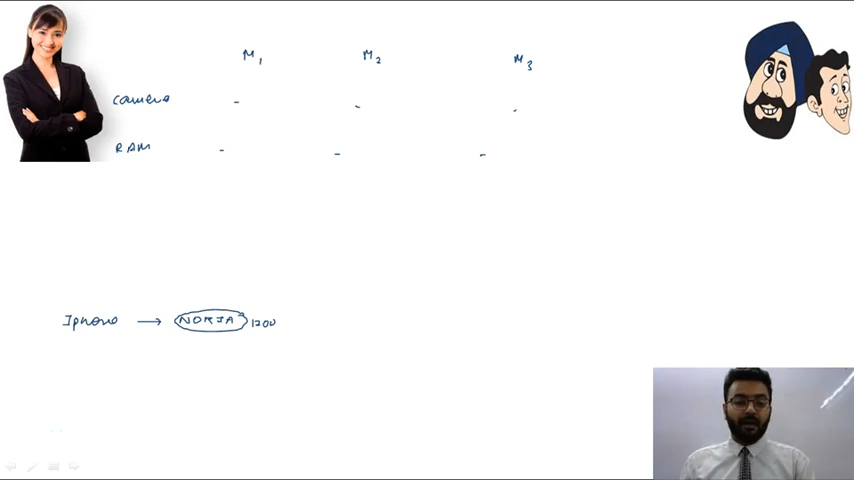 M1 M2 M3
Camera - - -
RAM - - -
Iphone → NOKIA 1200